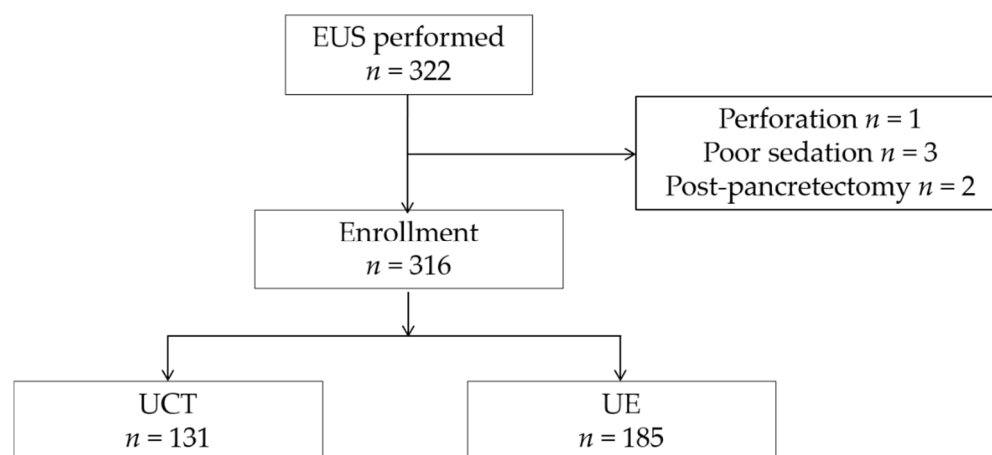 EUS performed
n = 322
Perforation n = 1
Poor sedation n = 3
Post-pancretectomy n = 2
Enrollment
n = 316
UCT
n = 131
UE
n = 185